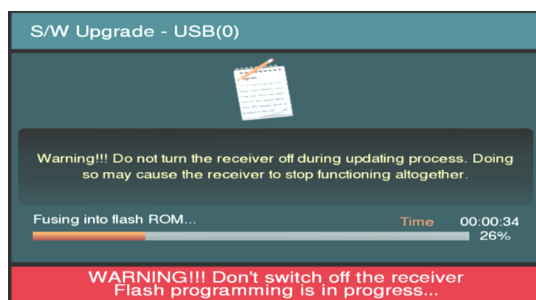 S/W Upgrade - USB(0)
Warning!!! Do not turn the receiver off during updating process. Doing
so may cause the receiver to stop functioning altogether.
Fusing into flash ROM... Time 00:00:34
26%
WARNING!!! Don't switch off the receiver
Flash programming is in progress...